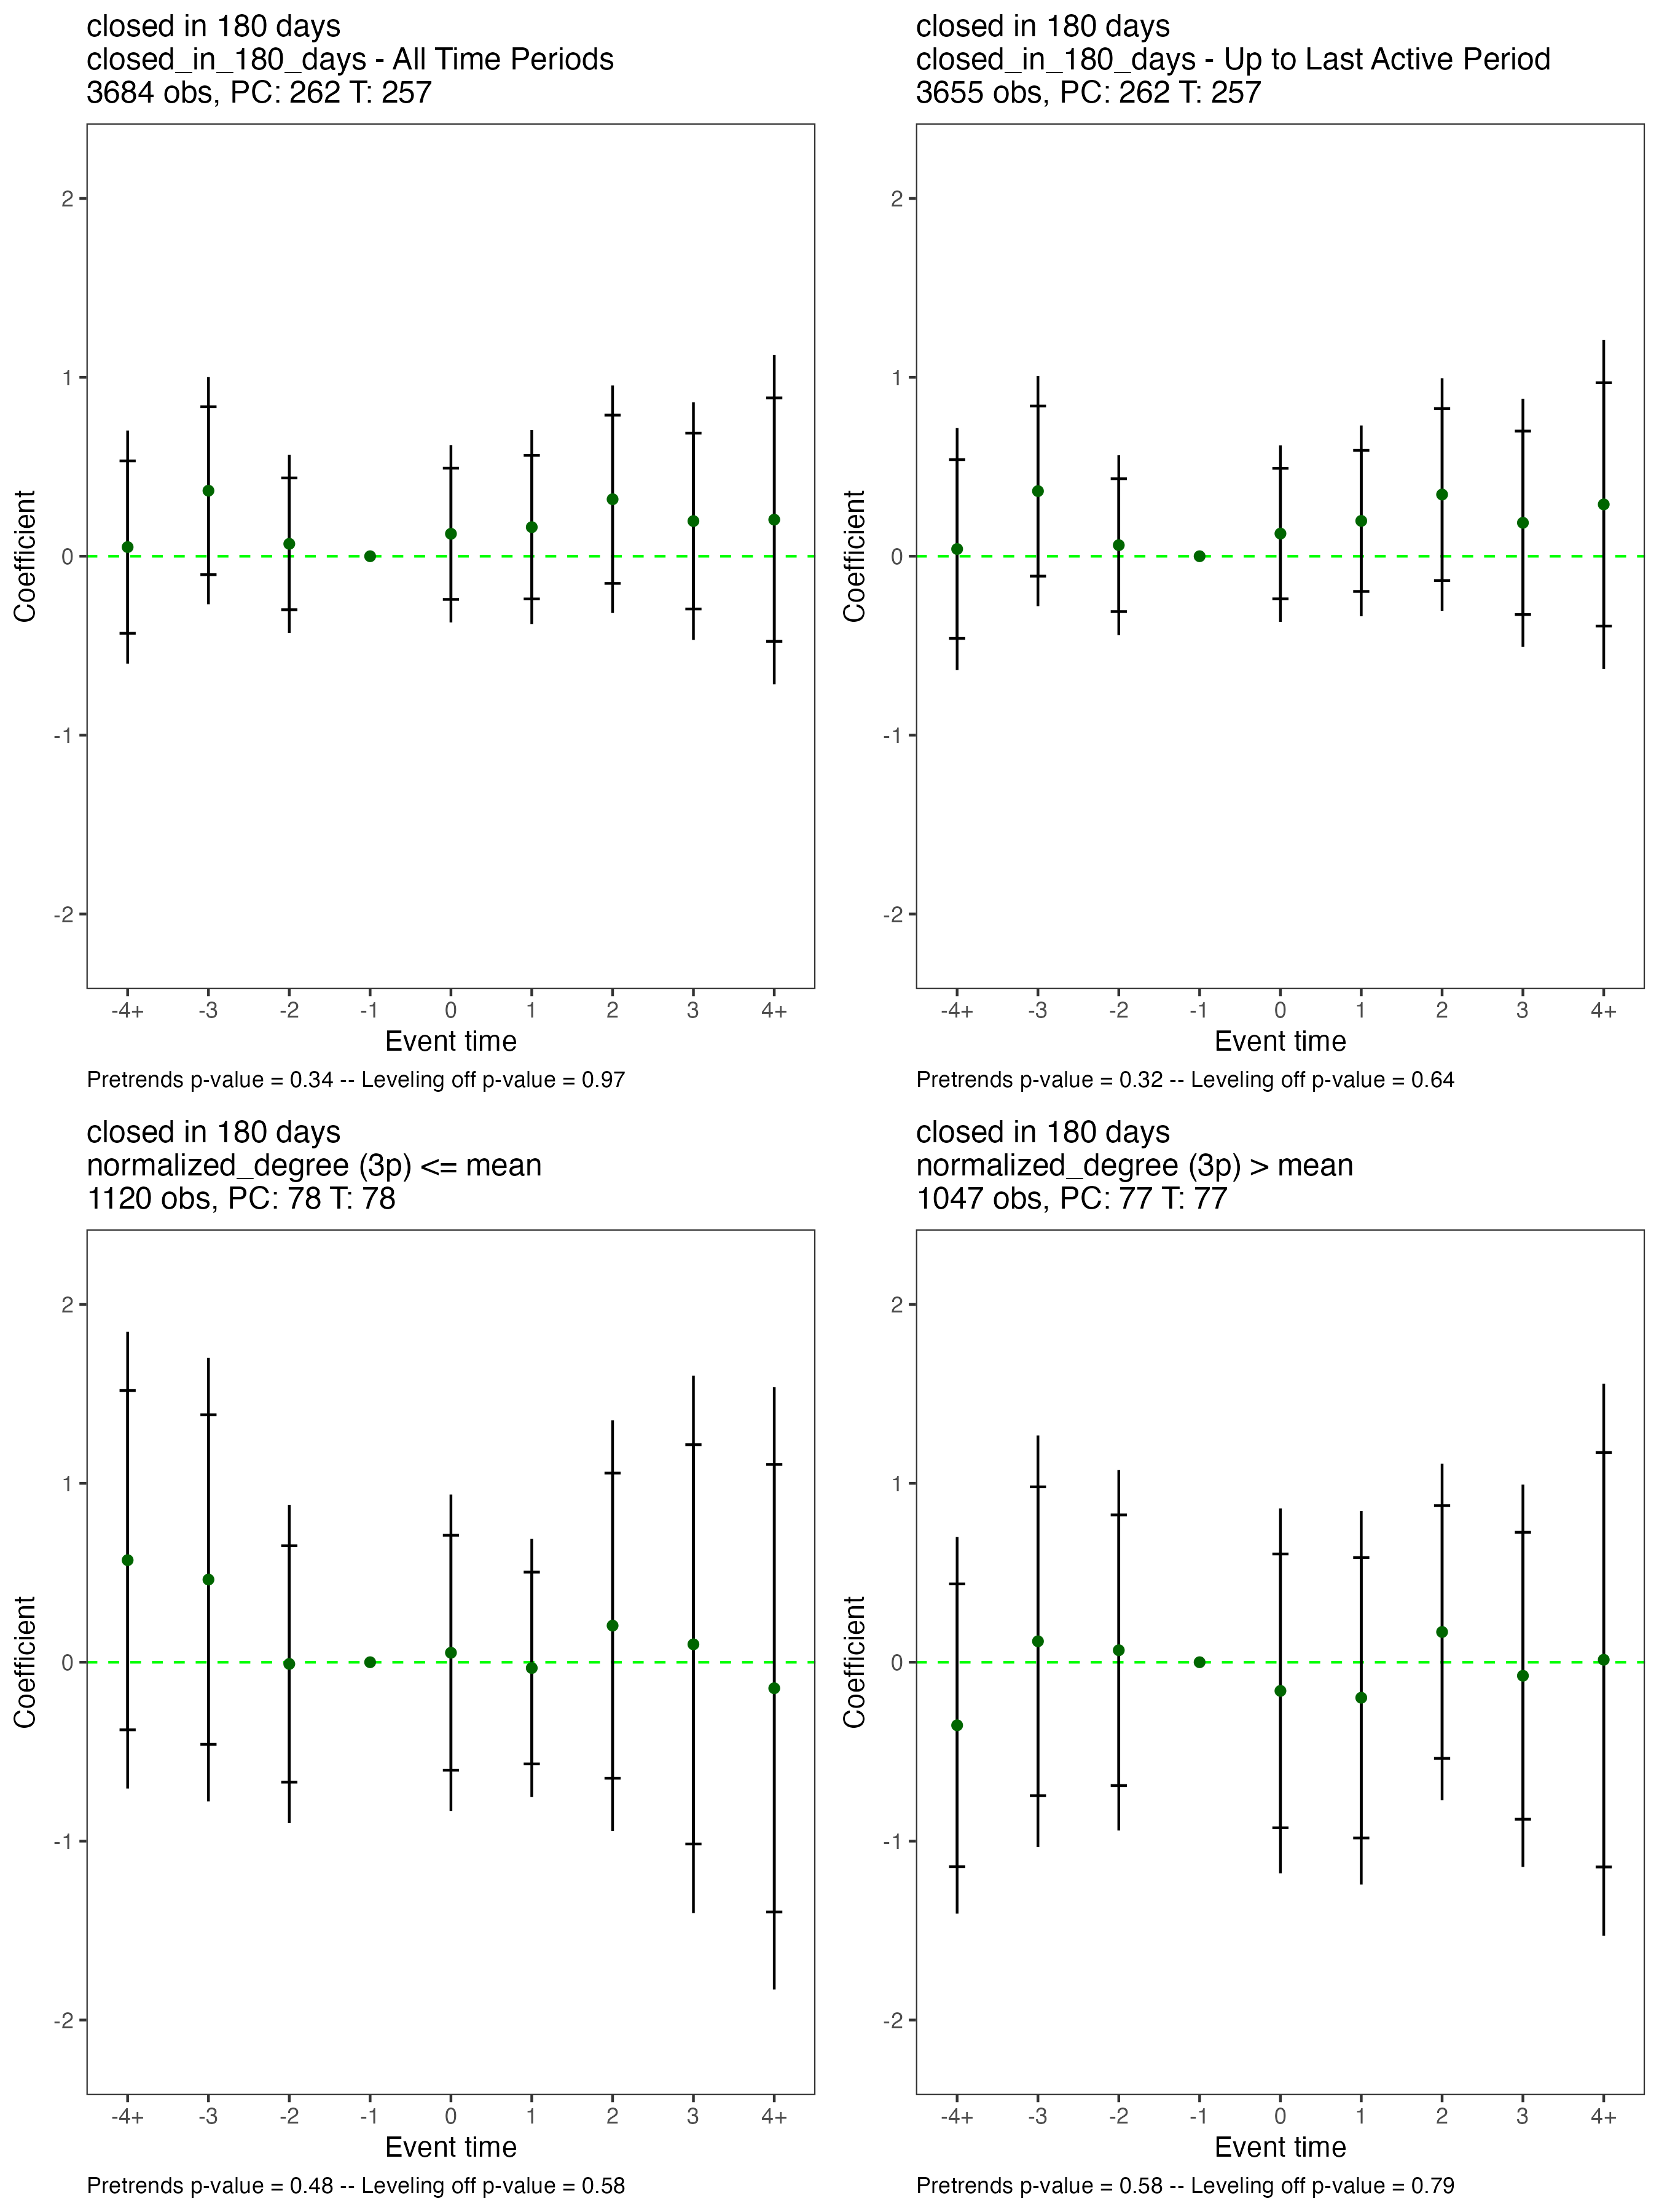 closed in 180 days
closed_in_180_days - All Time Periods
3684 obs, PC: 262 T: 257
2
1
0
-1
-2
Coefficient
-4+ -3 -2 -1 0 1 2 3 4+
Event time
Pretrends p-value = 0.34 -- Leveling off p-value = 0.97
closed in 180 days
closed_in_180_days - Up to Last Active Period
3655 obs, PC: 262 T: 257
2
1
0
-1
-2
Coefficient
-4+ -3 -2 -1 0 1 2 3 4+
Event time
Pretrends p-value = 0.32 -- Leveling off p-value = 0.64
closed in 180 days
normalized_degree (3p) <= mean
1120 obs, PC: 78 T: 78
2
1
0
-1
-2
Coefficient
-4+ -3 -2 -1 0 1 2 3 4+
Event time
Pretrends p-value = 0.48 -- Leveling off p-value = 0.58
closed in 180 days
normalized_degree (3p) > mean
1047 obs, PC: 77 T: 77
2
1
0
-1
-2
Coefficient
-4+ -3 -2 -1 0 1 2 3 4+
Event time
Pretrends p-value = 0.58 -- Leveling off p-value = 0.79